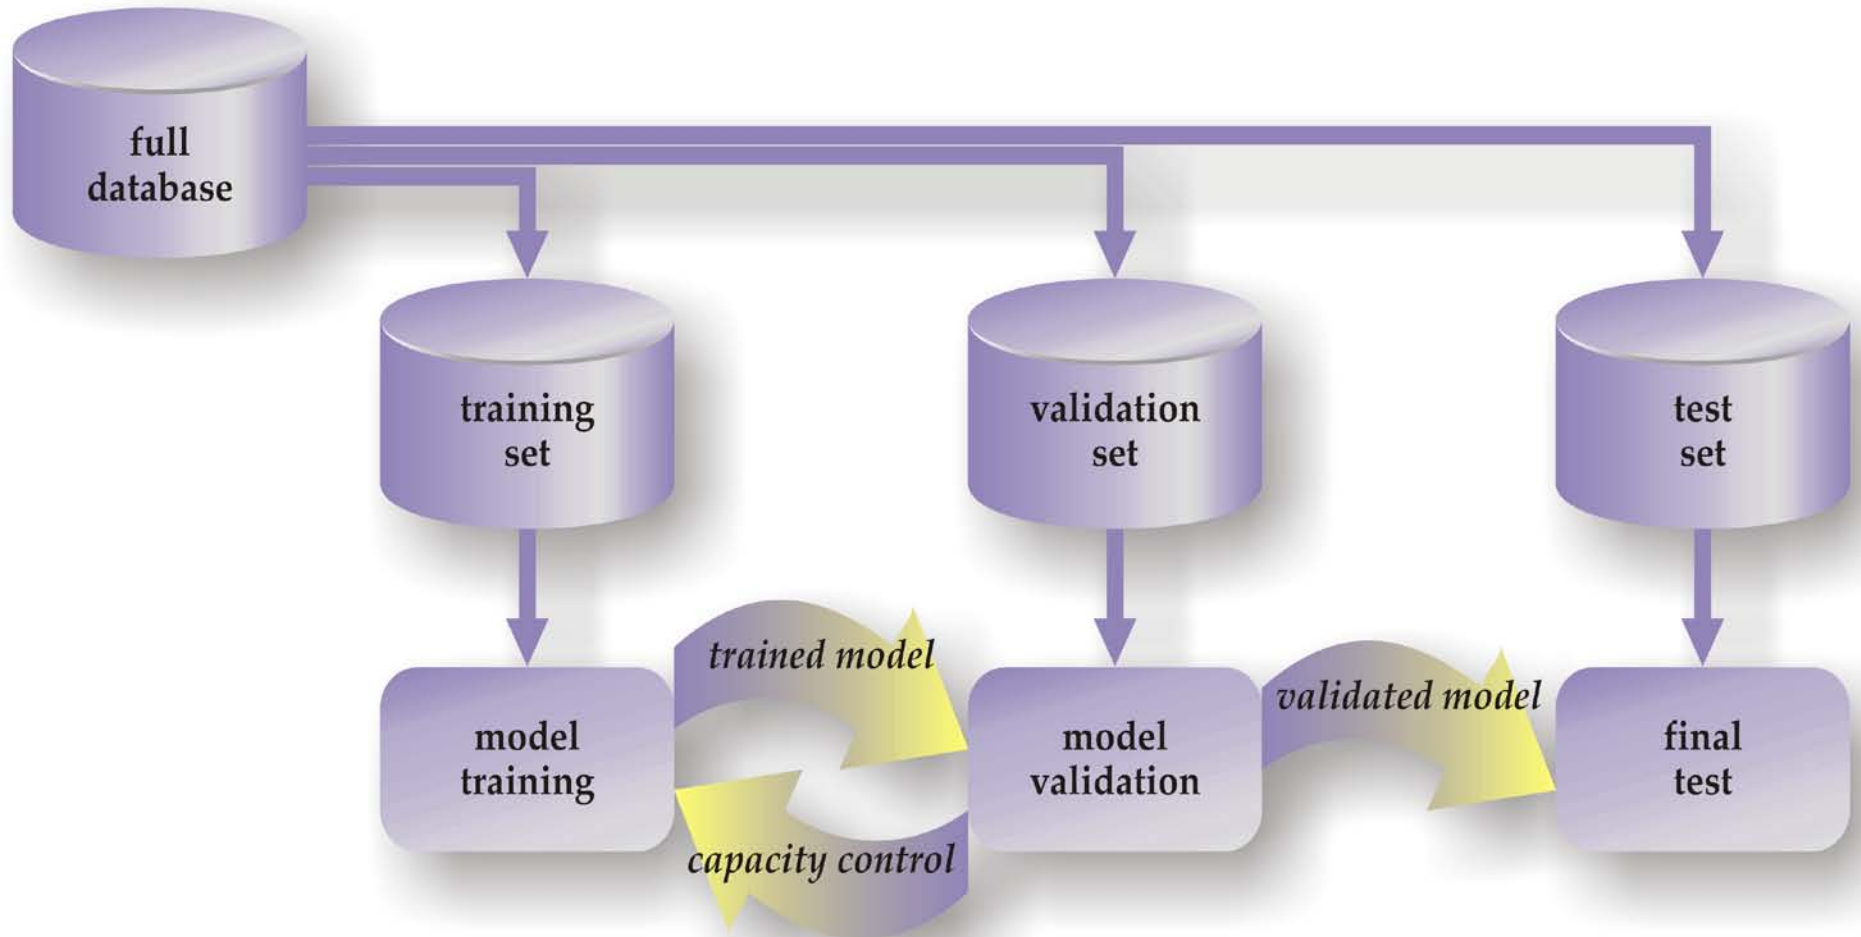 full
database
training
set
validation
set
test
set
trained model
validated model
model
training
model
validation
final
test
capacity control